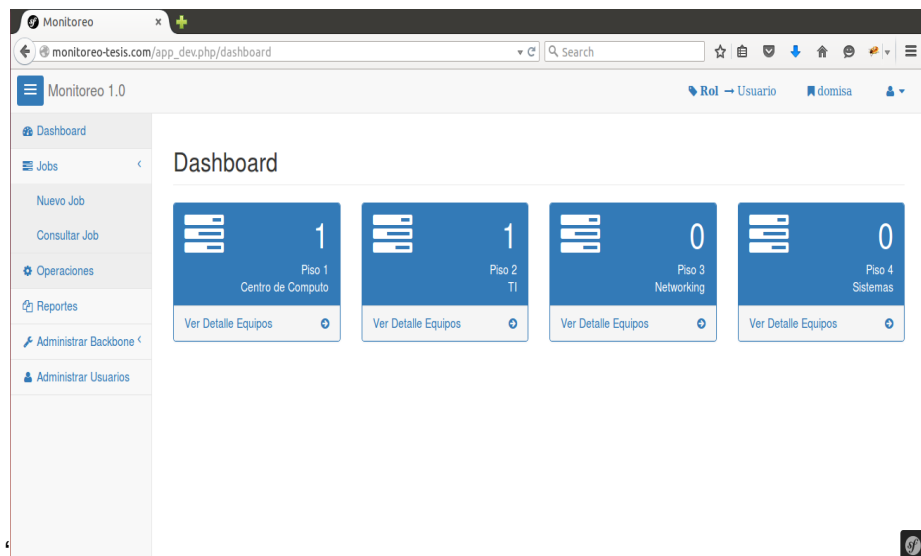 Monitoreo
monitoreo-tesis.com/app_dev.php/dashboard
Search
Monitoreo 1.0
Rol → Usuario
domisa
Dashboard
Jobs
Nuevo Job
Consultar Job
Operaciones
Reportes
Administrar Backbone
Administrar Usuarios
Dashboard
1
Piso 1
Centro de Computo
Ver Detalle Equipos
1
Piso 2
TI
Ver Detalle Equipos
0
Piso 3
Networking
Ver Detalle Equipos
0
Piso 4
Sistemas
Ver Detalle Equipos
‘
sf